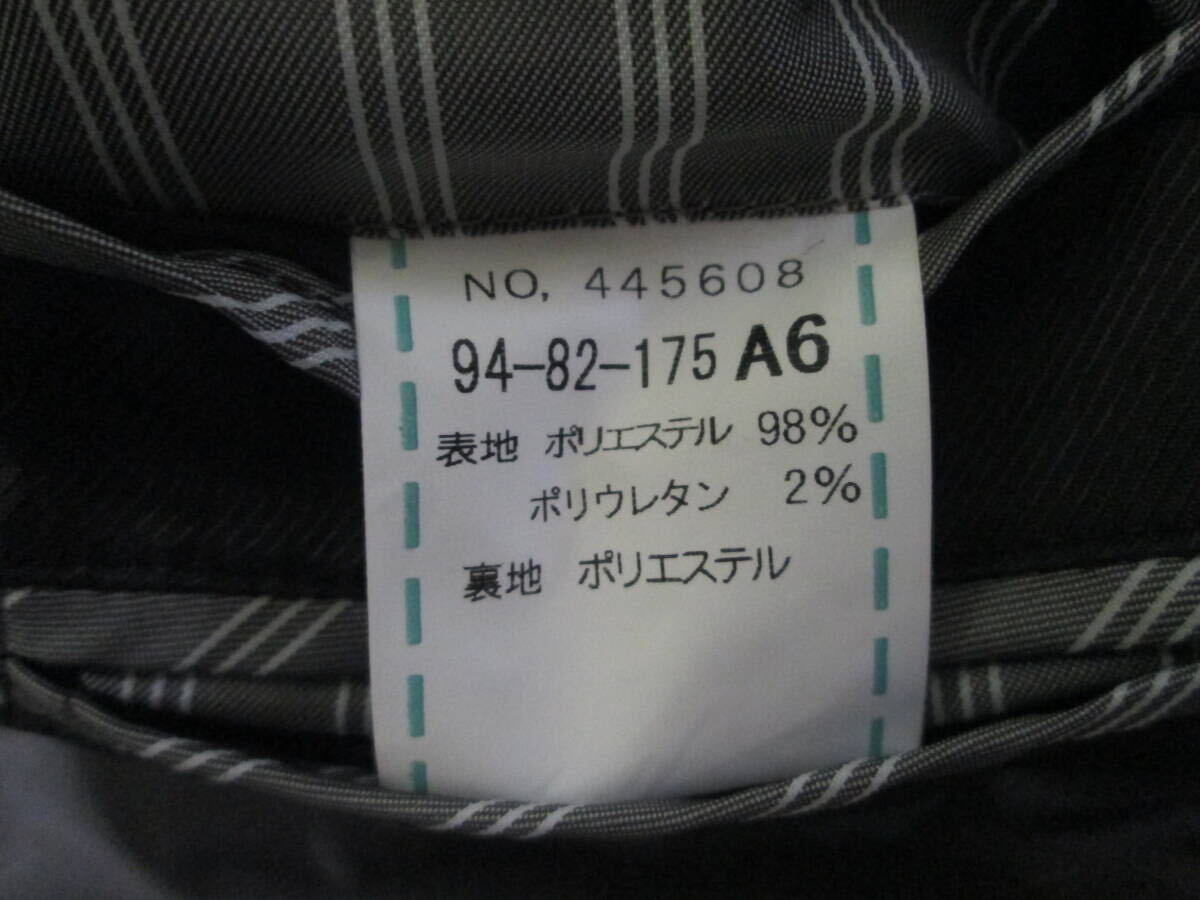 NO, 445608
94-82-175 A6
表地 ポリエステル 98%
ポリウレタン 2%
裏地 ポリエステル